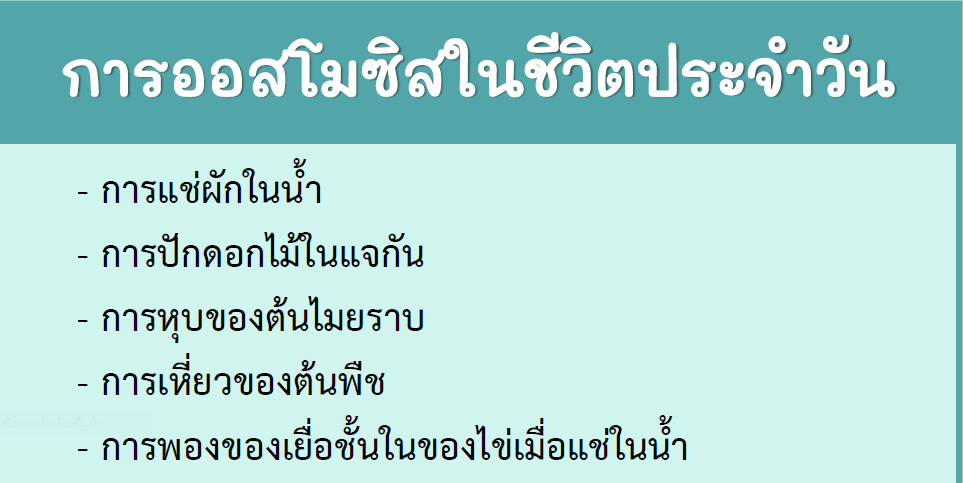 การออสโมซิสในชีวิตประจำวัน
- การแช่ผักในน้ำ
- การปักดอกไม้ในแจกัน
- การหุบของต้นไมยราบ
- การเหี่ยวของต้นพืช
- การพองของเยื่อชั้นในของไข่เมื่อแช่ในน้ำ